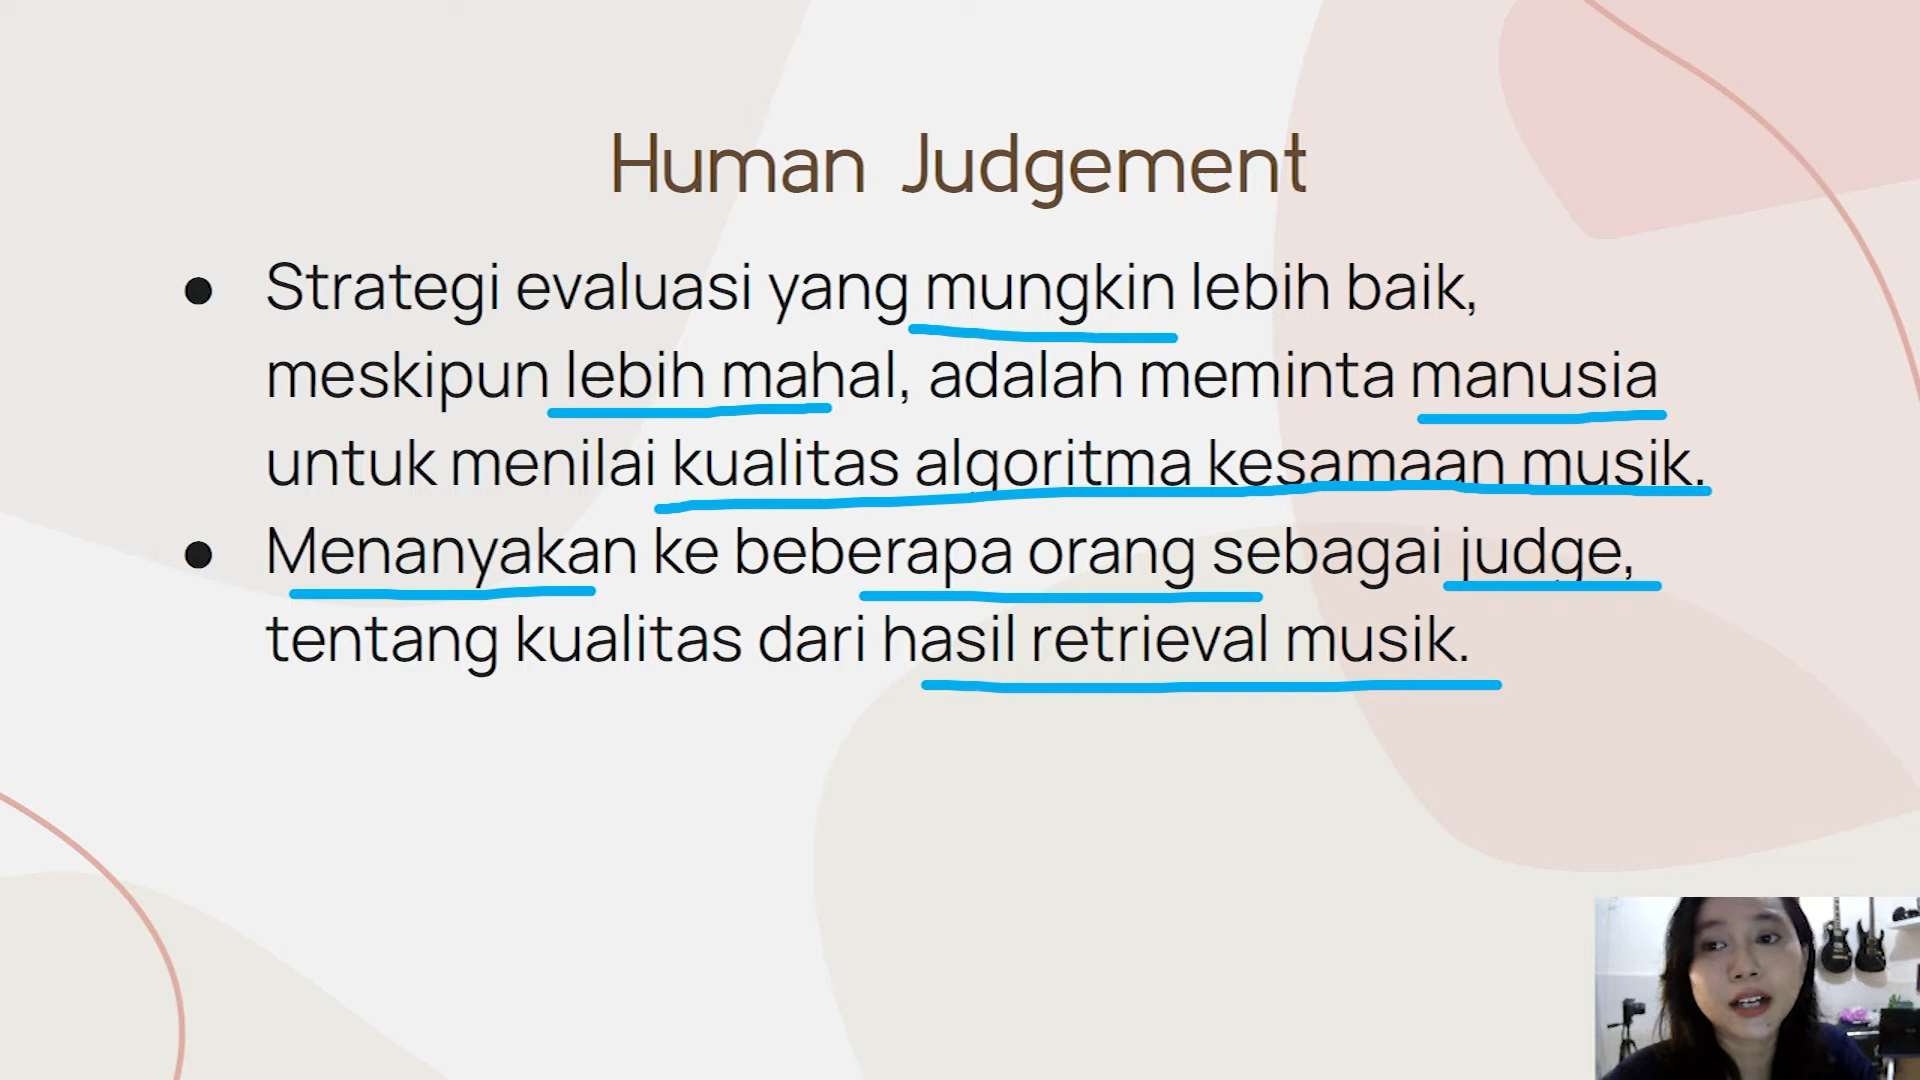 Human Judgement
● Strategi evaluasi yang mungkin lebih baik,
meskipun lebih mahal, adalah meminta manusia
untuk menilai kualitas algoritma kesamaan musik.
● Menanyakan ke beberapa orang sebagai judge,
tentang kualitas dari hasil retrieval musik.